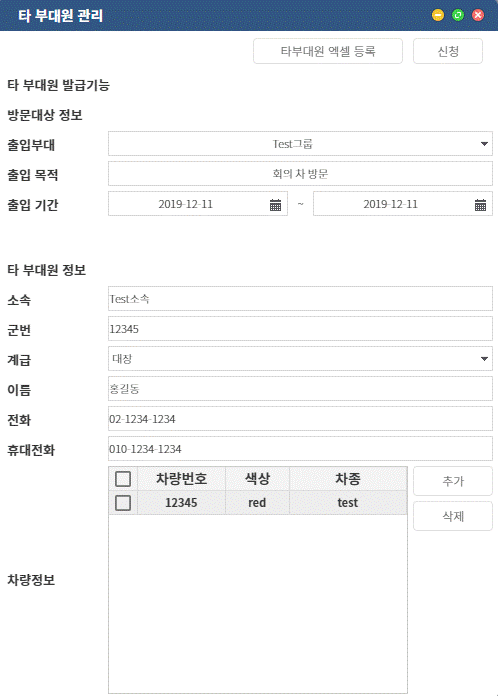 타 부대원 관리
타부대원 엑셀 등록 신청
타 부대원 발급기능
방문대상 정보
출입부대 Test그룹
출입 목적 회의 차 방문
출입 기간 2019-12-11 ~ 2019-12-11
타 부대원 정보
소속 Test소속
군번 12345
계급 대장
이름 홍길동
전화 02-1234-1234
휴대전화 010-1234-1234
차량번호 색상 차종 추가
12345 red test
삭제
차량정보